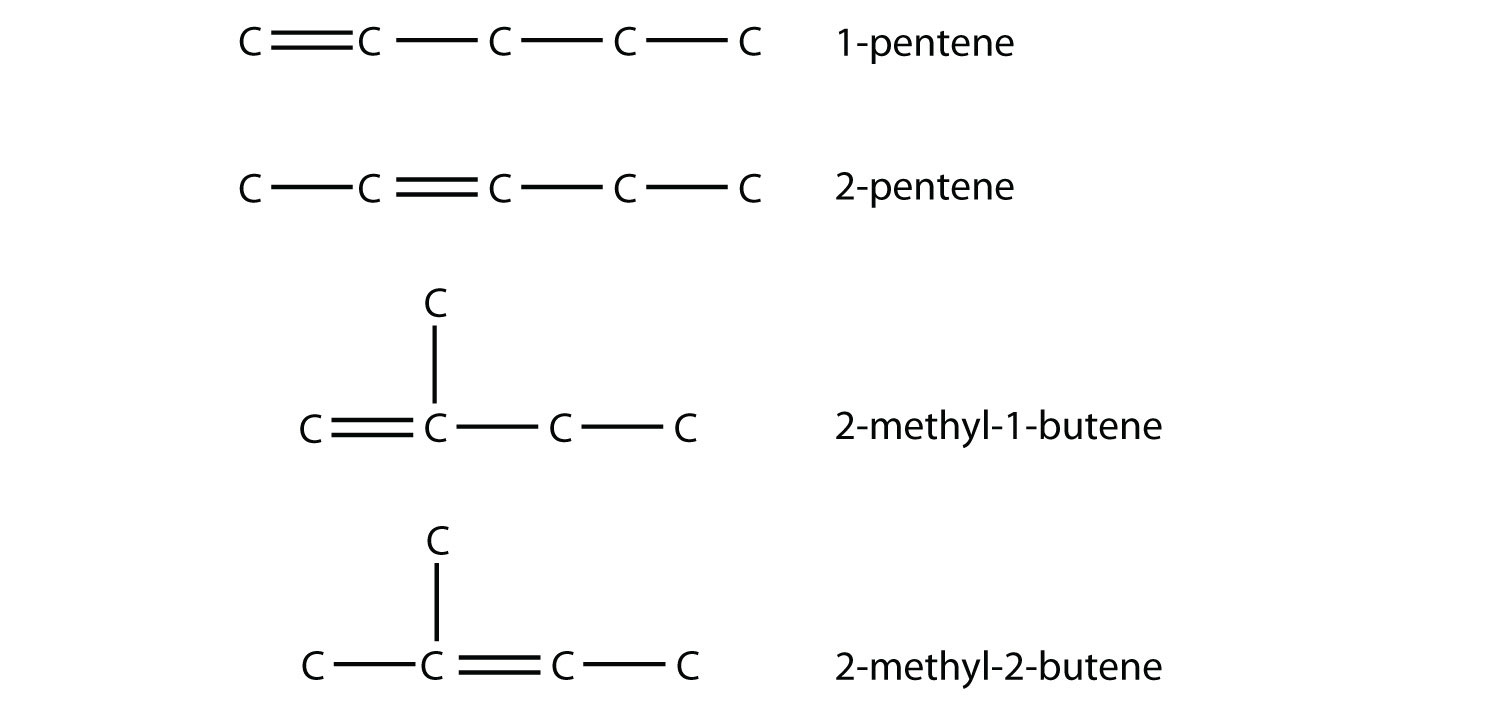 C C C C C 1-pentene
C C C C C 2-pentene
C
C C C C 2-methyl-1-butene
C
C C C C 2-methyl-2-butene